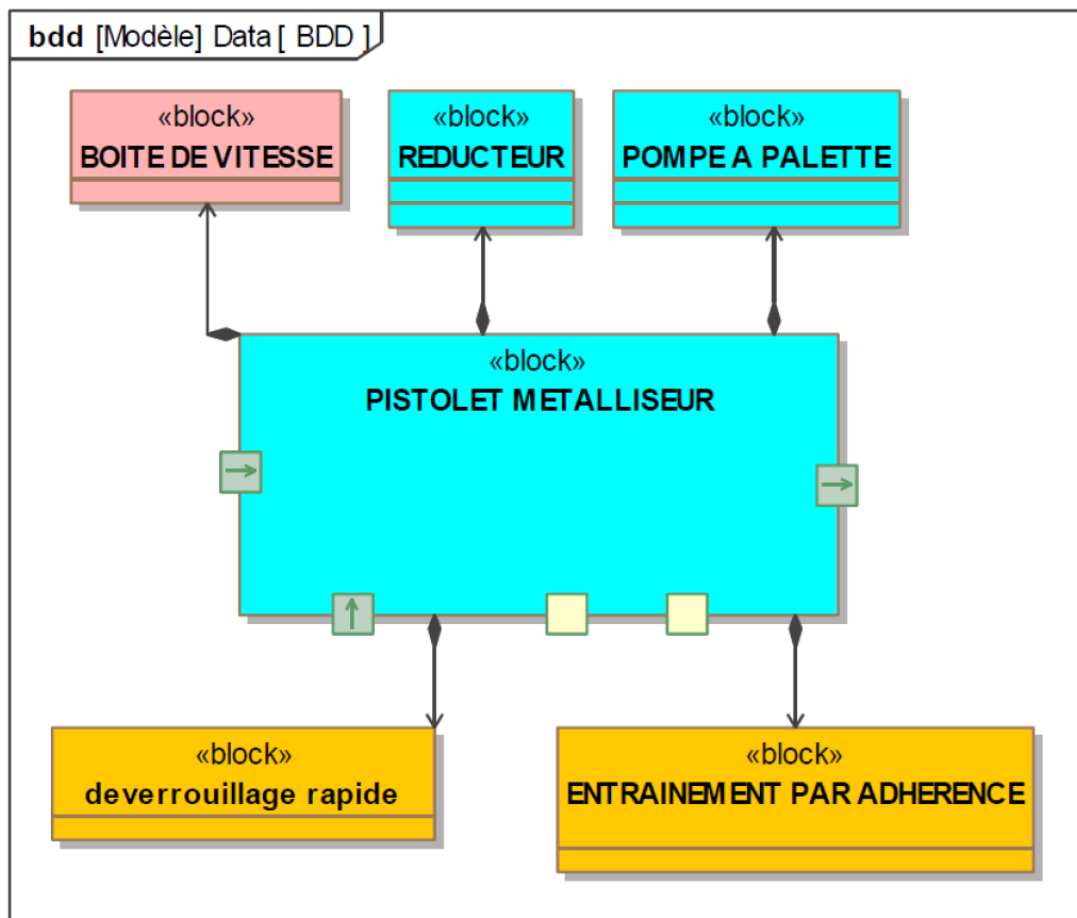 bdd [Modèle] Data [ BDD ]
«block»
BOITE DE VITESSE
«block»
REDUCTEUR
«block»
POMPE A PALETTE
«block»
PISTOLET METALLISEUR
«block»
deverrouillage rapide
«block»
ENTRAINEMENT PAR ADHERENCE